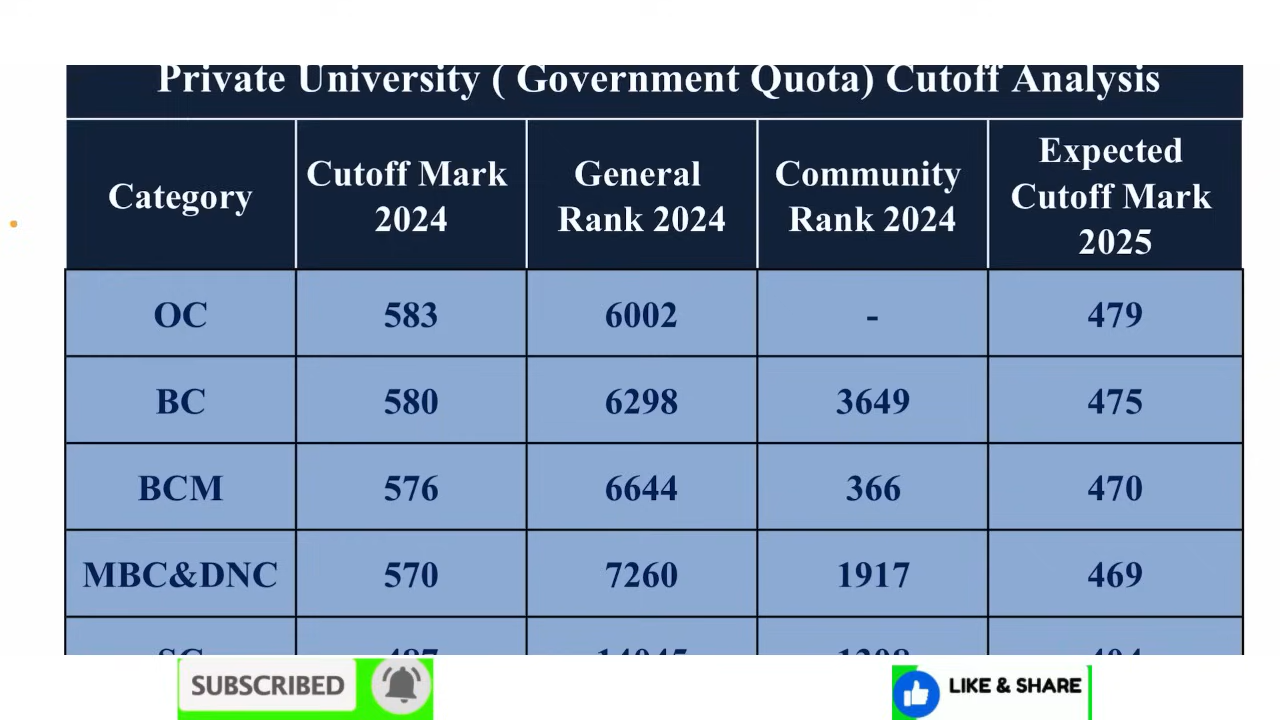 Private University ( Government Quota) Cutoff Analysis
Category
Cutoff Mark
2024
General
Rank 2024
Community
Rank 2024
Expected
Cutoff Mark
2025
OC 583 6002 - 479
BC 580 6298 3649 475
BCM 576 6644 366 470
MBC&DNC 570 7260 1917 469
SUBSCRIBED
LIKE & SHARE